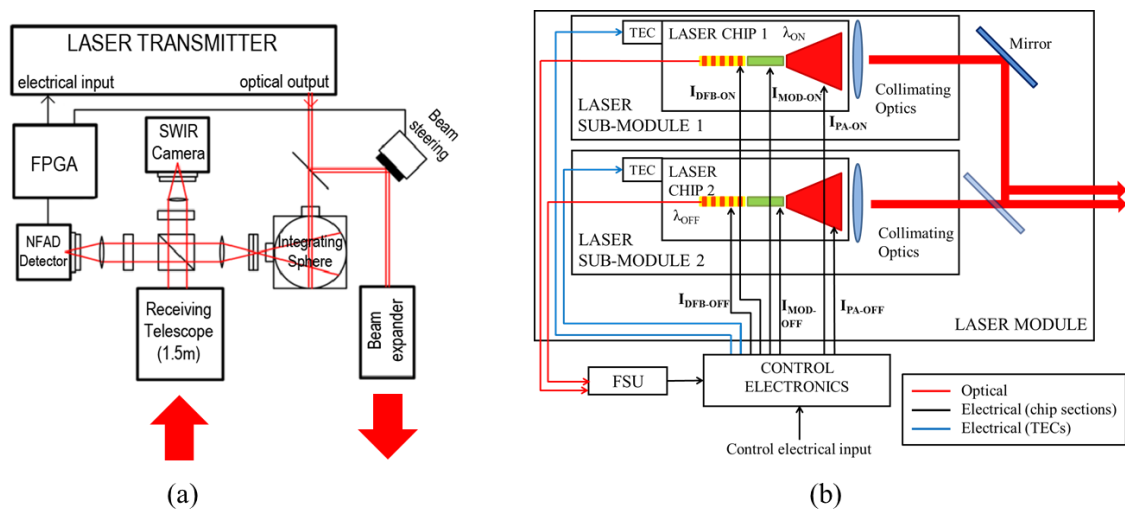 LASER TRANSMITTER
electrical input
optical output
SWIR
Camera
Beam
steering
FPGA
NFAD
Detector
Integrating
Sphere
Receiving
Telescope
(1.5m)
Beam
expander
(a)
TEC
LASER CHIP 1
λON
Mirror
IDFB-ON
IMOD-ON
IPA-ON
Collimating
Optics
LASER
SUB-MODULE 1
TEC
LASER
CHIP 2
λOFF
Collimating
Optics
LASER
SUB-MODULE 2
IDFB-OFF
IMOD-
OFF
IPA-OFF
LASER MODULE
FSU
CONTROL
ELECTRONICS
Control electrical input
Optical
Electrical (chip sections)
Electrical (TECs)
(b)